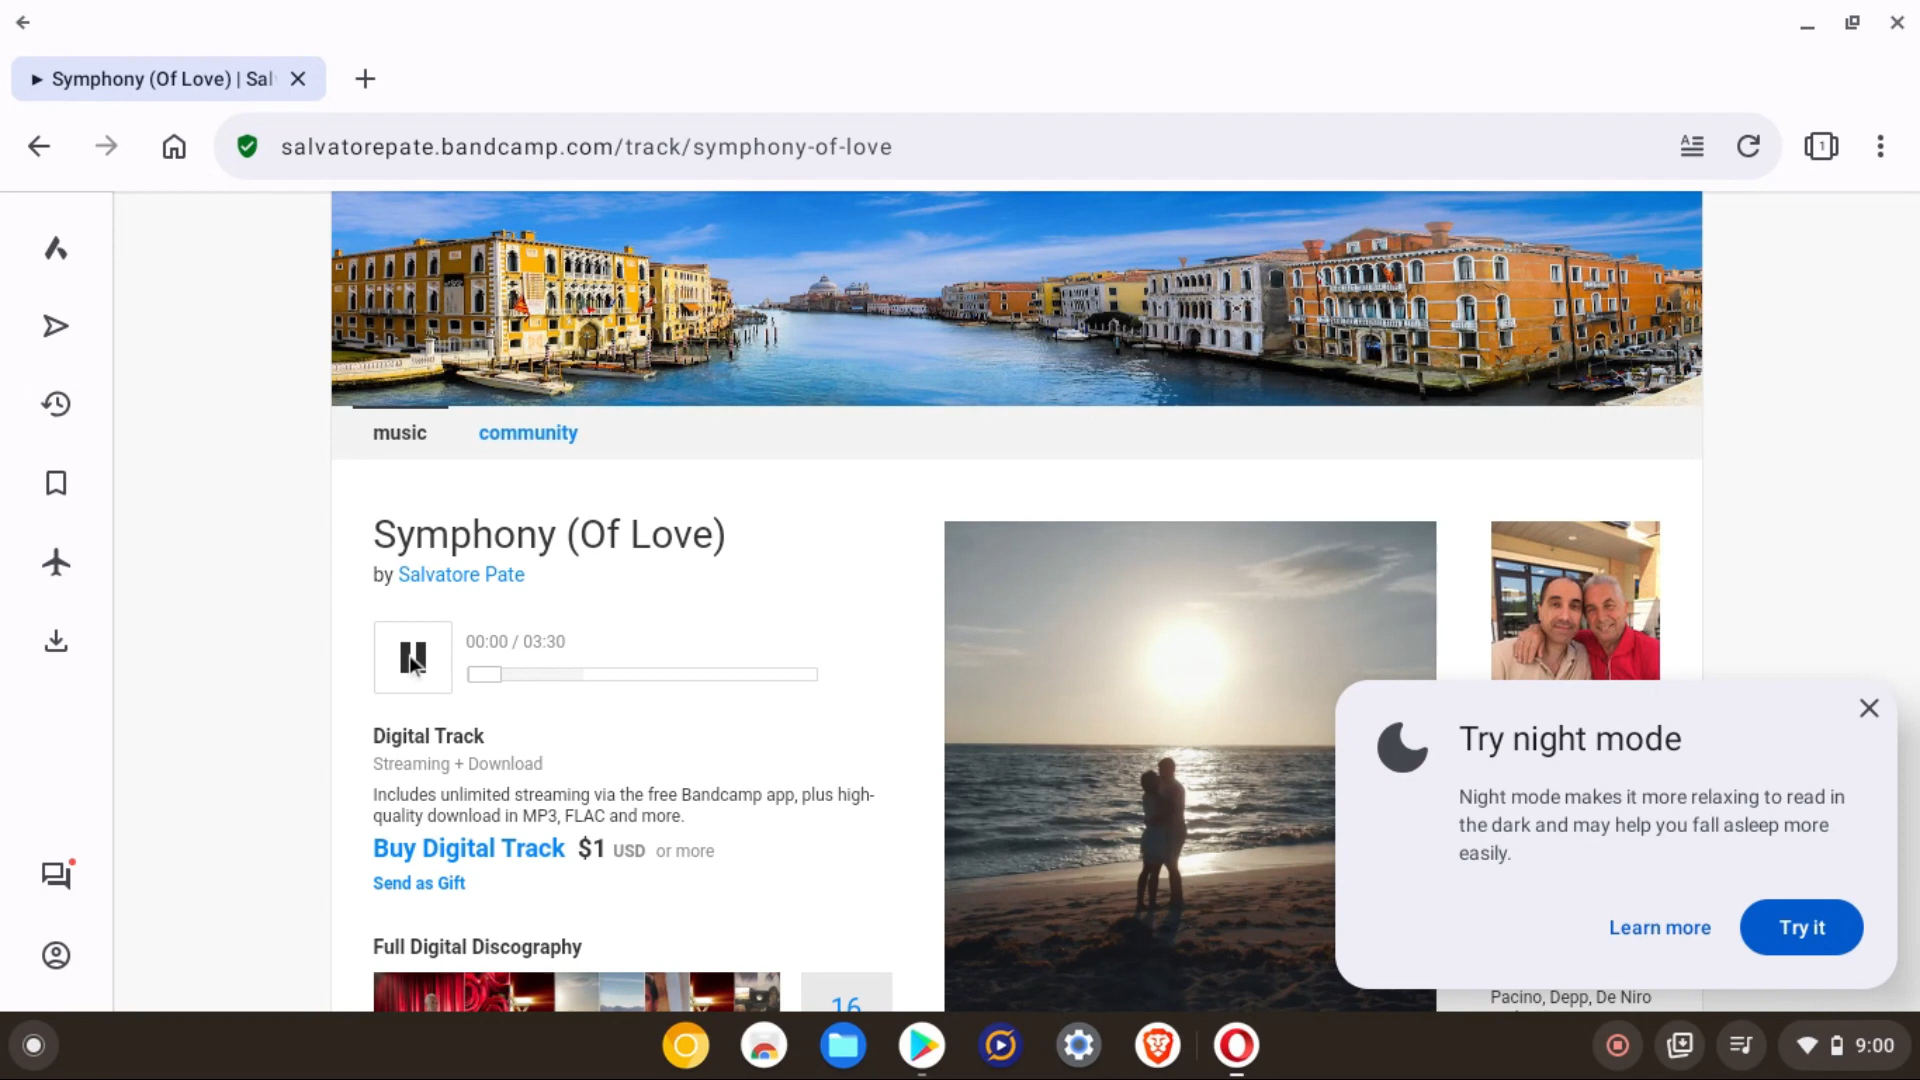 Symphony (Of Love) | Sal
salvatorepate.bandcamp.com/track/symphony-of-love
1
music
community
Symphony (Of Love)
by Salvatore Pate
00:00 / 03:30
Digital Track
Streaming + Download
Includes unlimited streaming via the free Bandcamp app, plus high-
quality download in MP3, FLAC and more.
Buy Digital Track $1 USD or more
Send as Gift
Full Digital Discography
16
Try night mode
Night mode makes it more relaxing to read in
the dark and may help you fall asleep more
easily.
Learn more
Try it
Pacino, Depp, De Niro
9:00